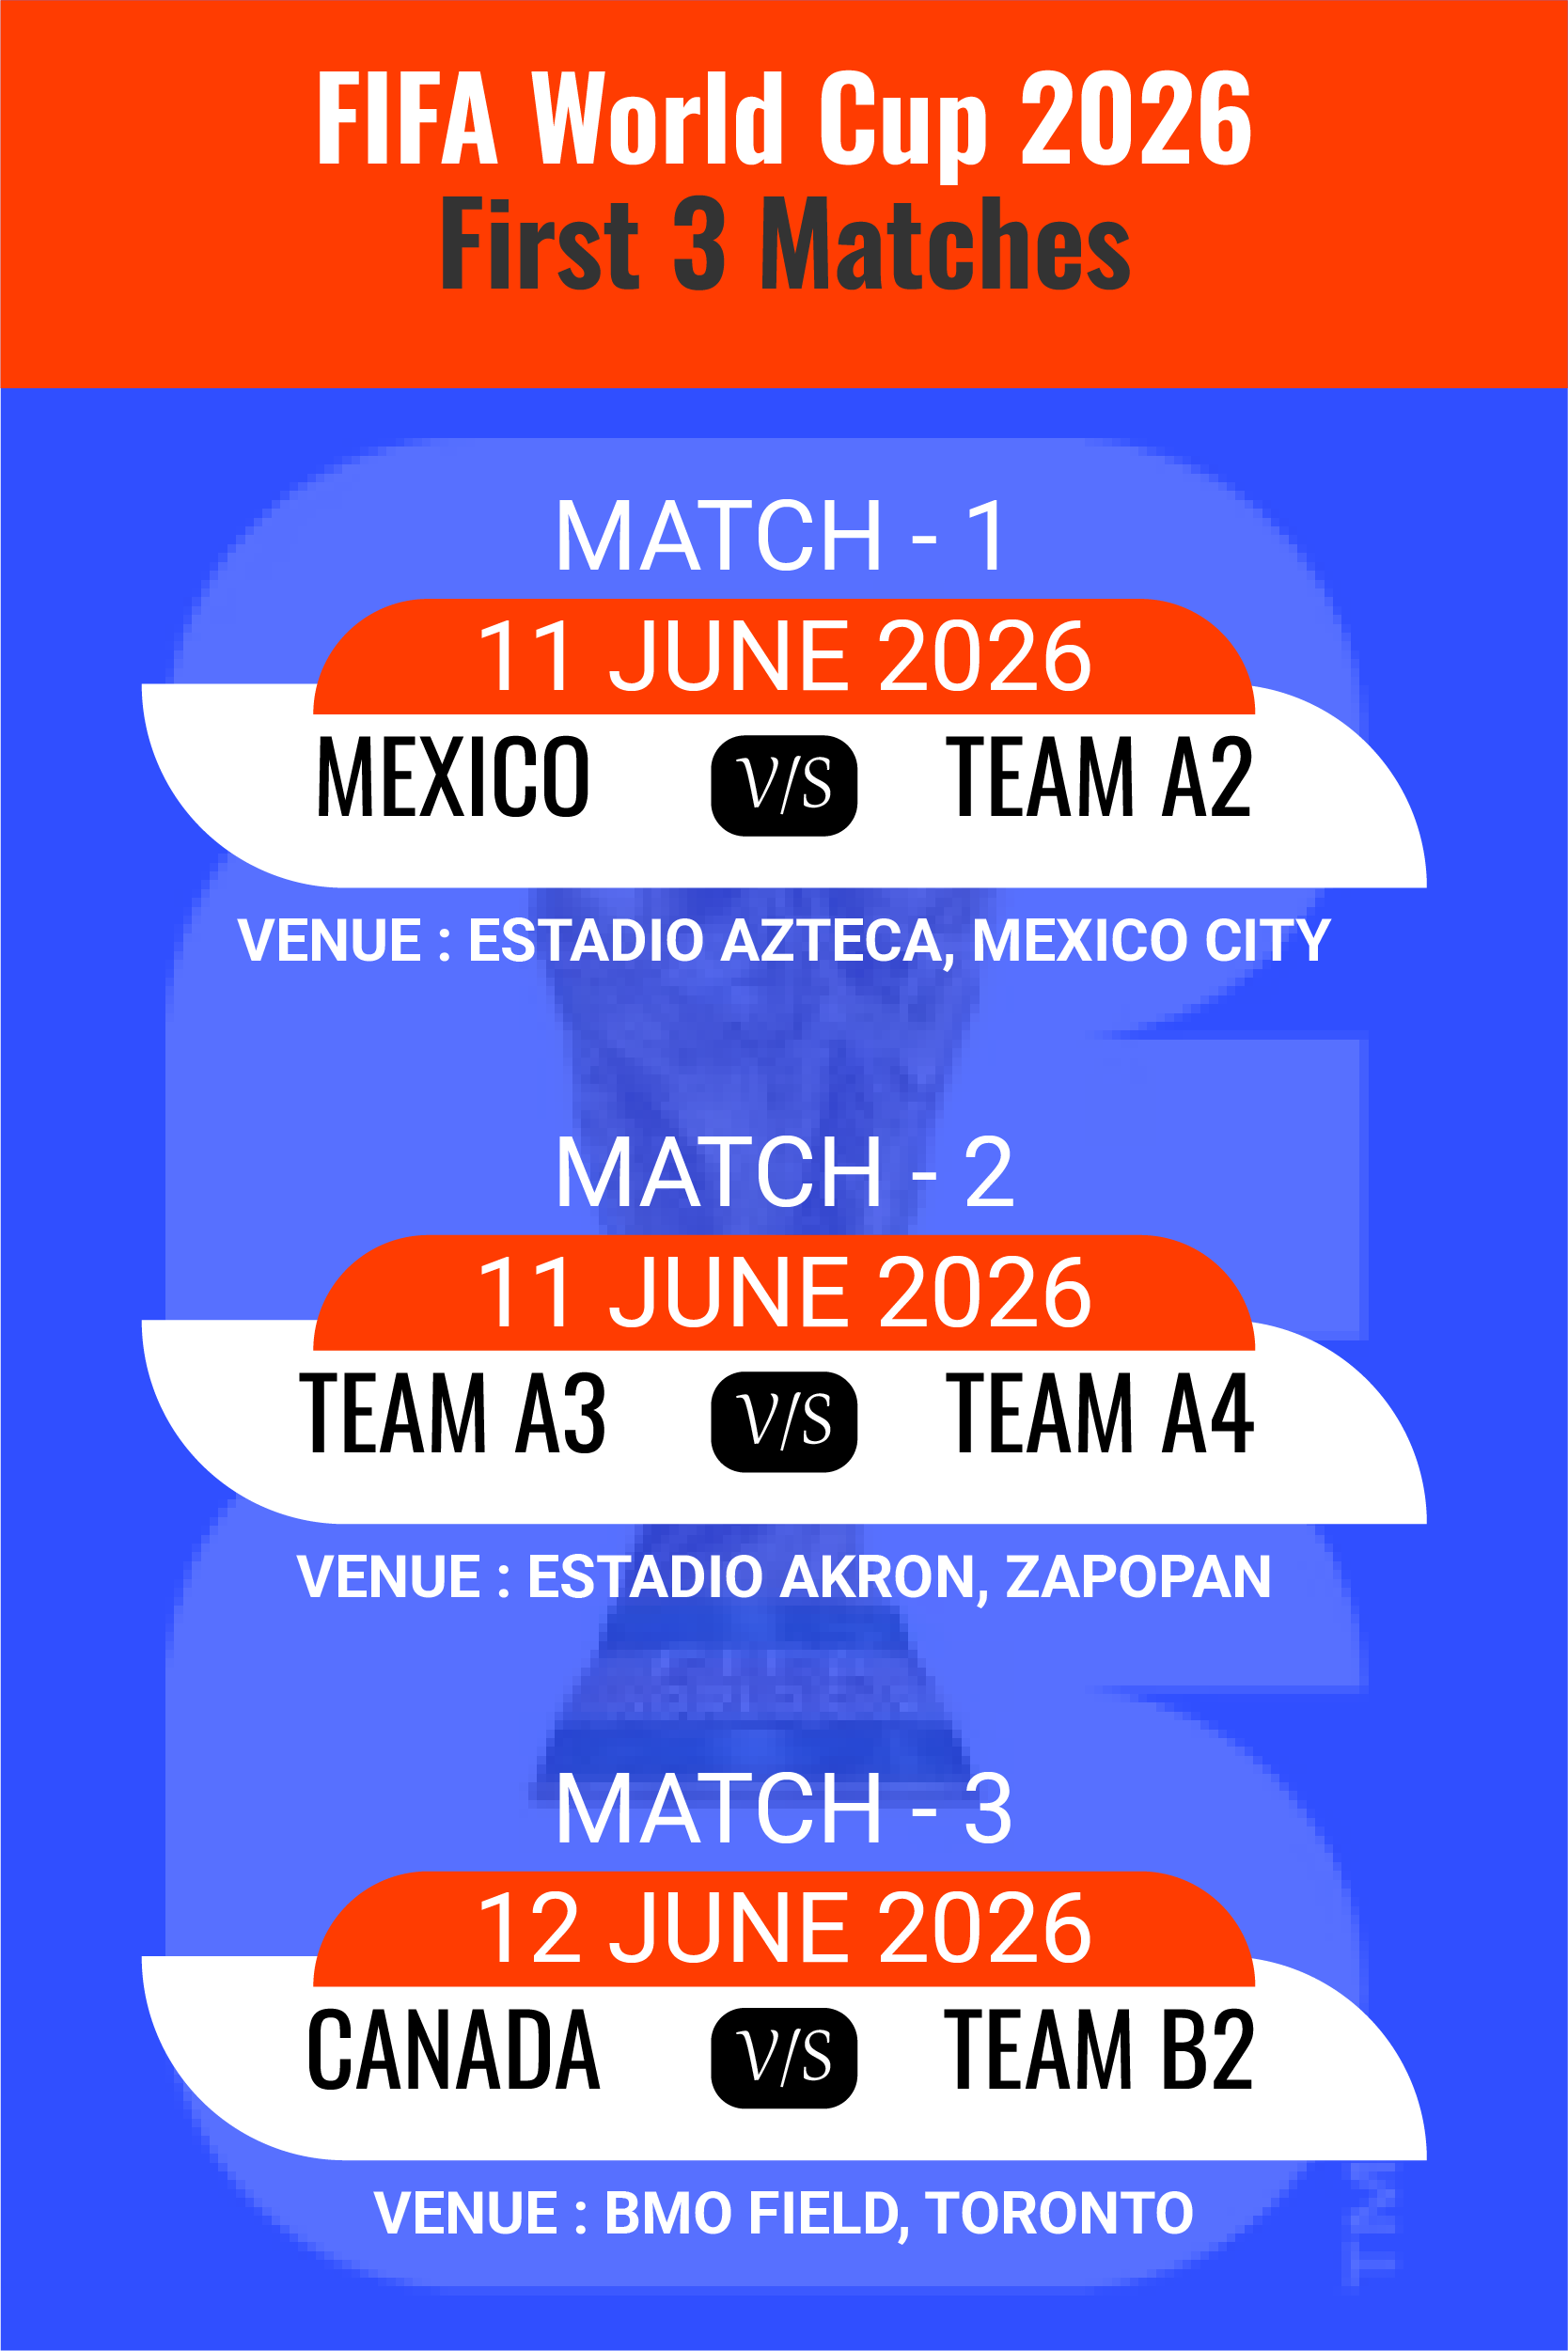 FIFA World Cup 2026
First 3 Matches
MATCH - 1
11 JUNE 2026
MEXICO V/S TEAM A2
VENUE : ESTADIO AZTECA, MEXICO CITY
MATCH - 2
11 JUNE 2026
TEAM A3 V/S TEAM A4
VENUE : ESTADIO AKRON, ZAPOPAN
MATCH - 3
12 JUNE 2026
CANADA V/S TEAM B2
VENUE : BMO FIELD, TORONTO
TM